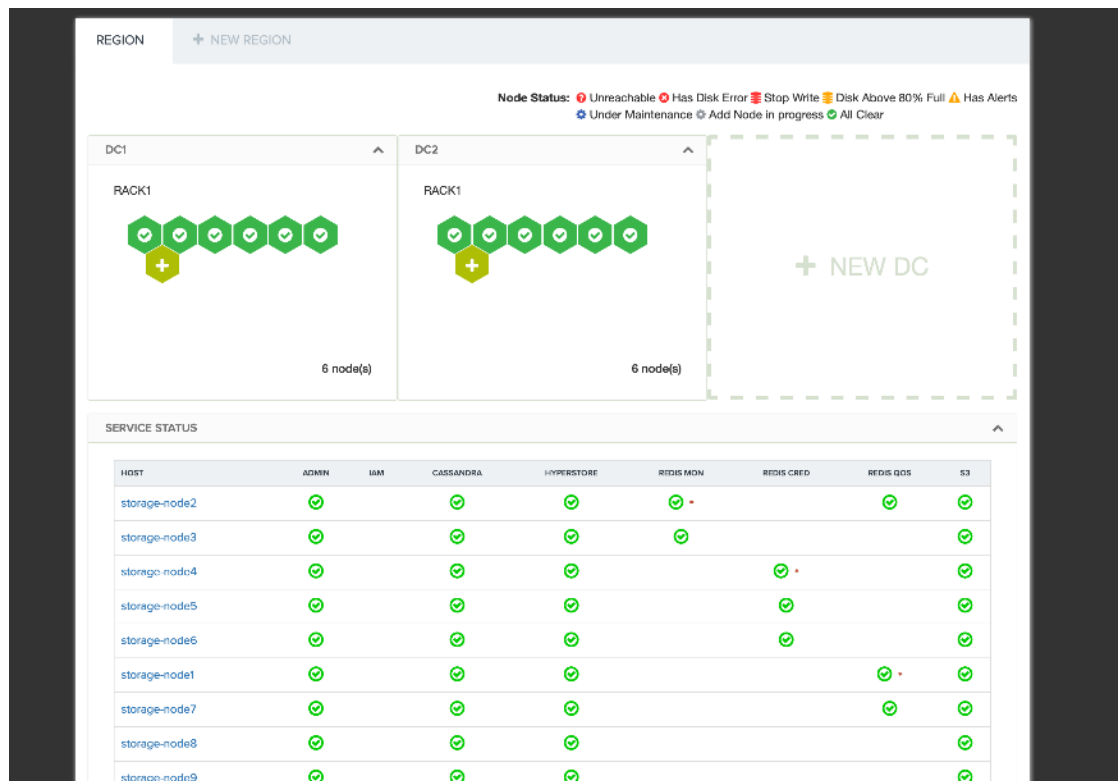 REGION + NEW REGION
Node Status: Unreachable Has Disk Error Stop Write Disk Above 80% Full Has Alerts
Under Maintenance Add Node in progress All Clear
DC1
DC2
RACK1
RACK1
+ NEW DC
6 node(s)
6 node(s)
SERVICE STATUS
HOST ADMIN IAM CASSANDRA HYPERSTORE REDIS MON REDIS CRED REDIS QOS S3
storage-node2 *
storage-node3
storage-node4 *
storage-node5
storage-node6
storage-node1 *
storage-node7
storage-node8
storage-node9